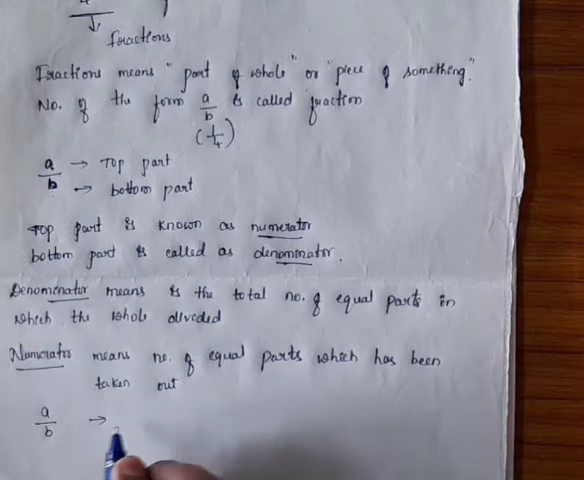 fractions
Fractions means "part of whole" or "piece of something."
No. of the form a/b is called fraction
(1/4)
a/b → Top part
→ bottom part
Top part is known as numerator
bottom part is called as denominator.
Denominator means is the total no. of equal parts in
which the whole divided
Numerator means no. of equal parts which has been
taken out
a/b →